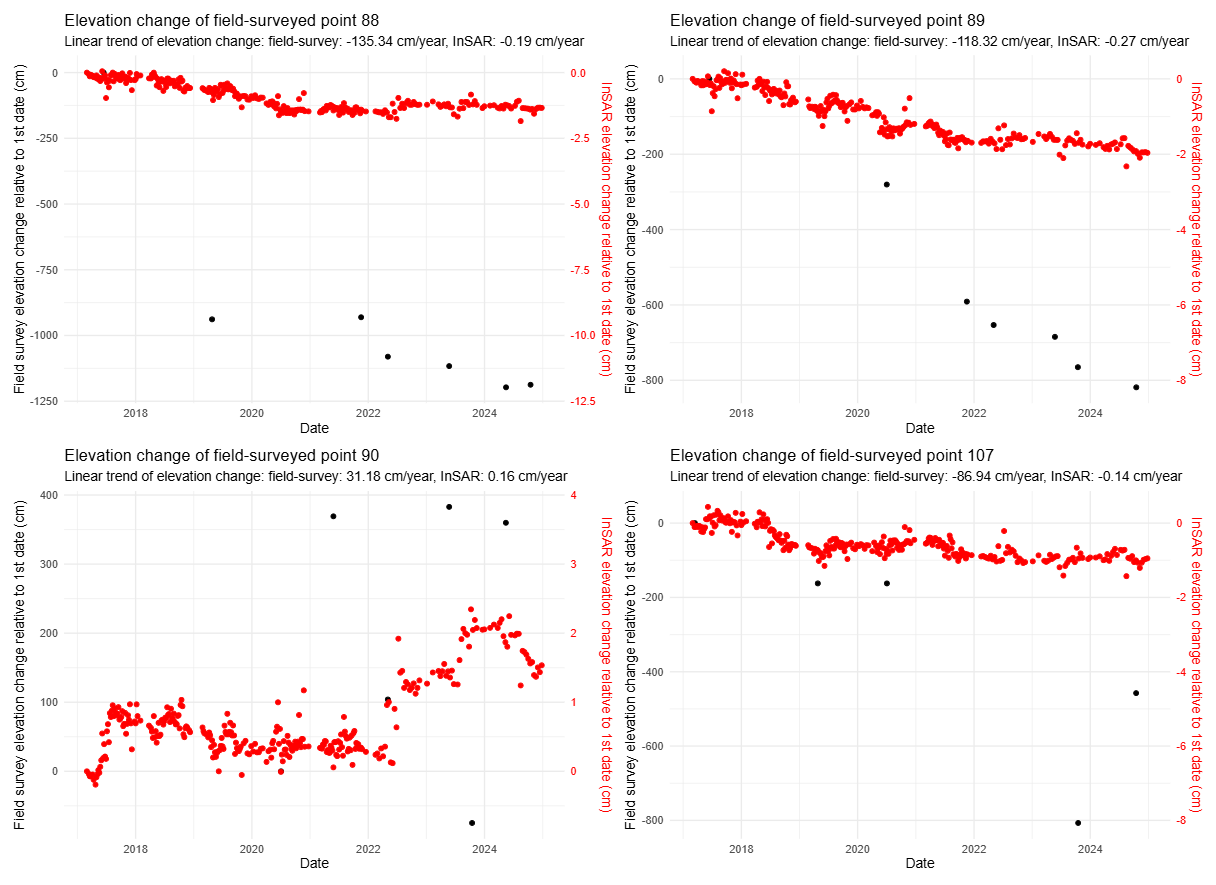 Elevation change of field-surveyed point 88
Linear trend of elevation change: field-survey: -135.34 cm/year, InSAR: -0.19 cm/year
Field survey elevation change relative to 1st date (cm)
0
-250
-500
-750
-1000
-1250
0.0
-2.5
-5.0
-7.5
-10.0
-12.5
InSAR elevation change relative to 1st date (cm)
2018 2020 2022 2024
Date
Elevation change of field-surveyed point 89
Linear trend of elevation change: field-survey: -118.32 cm/year, InSAR: -0.27 cm/year
Field survey elevation change relative to 1st date (cm)
0
-200
-400
-600
-800
0
-2
-4
-6
-8
InSAR elevation change relative to 1st date (cm)
2018 2020 2022 2024
Date
Elevation change of field-surveyed point 90
Linear trend of elevation change: field-survey: 31.18 cm/year, InSAR: 0.16 cm/year
Field survey elevation change relative to 1st date (cm)
400
300
200
100
0
4
3
2
1
0
InSAR elevation change relative to 1st date (cm)
2018 2020 2022 2024
Date
Elevation change of field-surveyed point 107
Linear trend of elevation change: field-survey: -86.94 cm/year, InSAR: -0.14 cm/year
Field survey elevation change relative to 1st date (cm)
0
-200
-400
-600
-800
0
-2
-4
-6
-8
InSAR elevation change relative to 1st date (cm)
2018 2020 2022 2024
Date